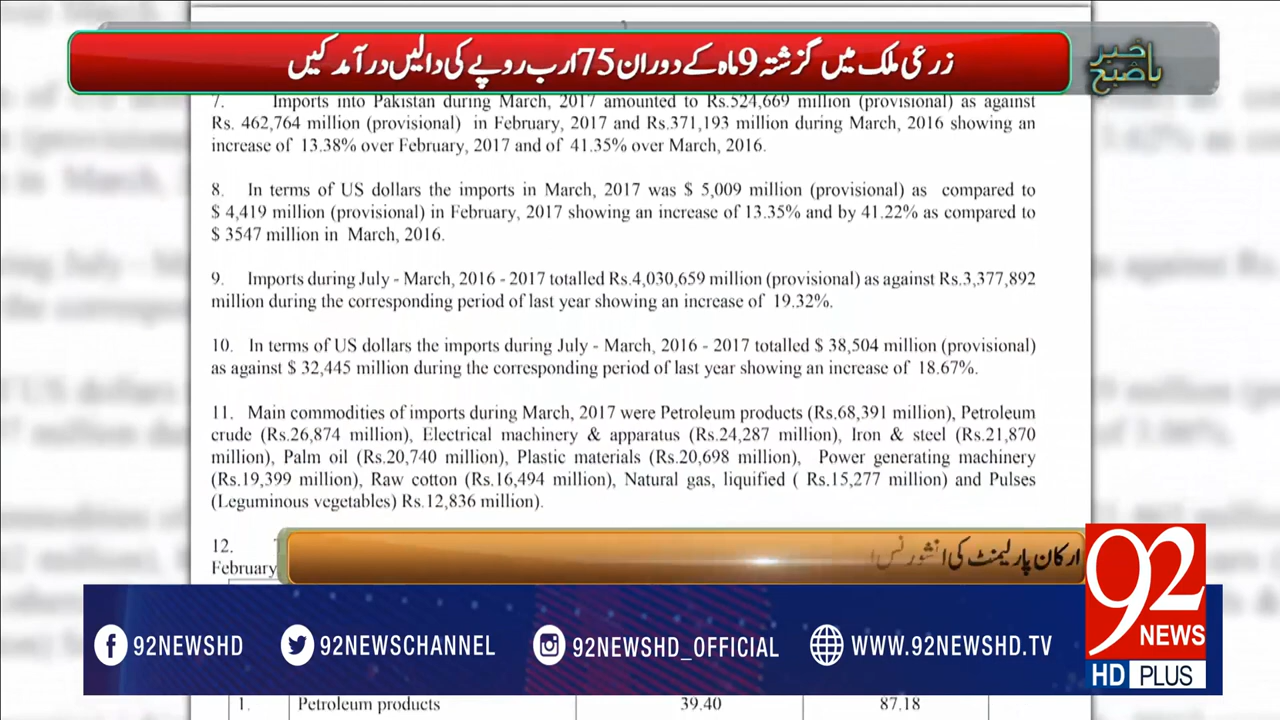 زرعی ملک میں گزشتہ 9 ماہ کے دوران 75 ارب روپے کی دالیں درآمد کیں
باخبر صبح
7. Imports into Pakistan during March, 2017 amounted to Rs.524,669 million (provisional) as against
Rs. 462,764 million (provisional) in February, 2017 and Rs.371,193 million during March, 2016 showing an
increase of 13.38% over February, 2017 and of 41.35% over March, 2016.
8. In terms of US dollars the imports in March, 2017 was $ 5,009 million (provisional) as compared to
$ 4,419 million (provisional) in February, 2017 showing an increase of 13.35% and by 41.22% as compared to
$ 3547 million in March, 2016.
9. Imports during July - March, 2016 - 2017 totalled Rs.4,030,659 million (provisional) as against Rs.3,377,892
million during the corresponding period of last year showing an increase of 19.32%.
10. In terms of US dollars the imports during July - March, 2016 - 2017 totalled $ 38,504 million (provisional)
as against $ 32,445 million during the corresponding period of last year showing an increase of 18.67%.
11. Main commodities of imports during March, 2017 were Petroleum products (Rs.68,391 million), Petroleum
crude (Rs.26,874 million), Electrical machinery & apparatus (Rs.24,287 million), Iron & steel (Rs.21,870
million), Palm oil (Rs.20,740 million), Plastic materials (Rs.20,698 million), Power generating machinery
(Rs.19,399 million), Raw cotton (Rs.16,494 million), Natural gas, liquified ( Rs.15,277 million) and Pulses
(Leguminous vegetables) Rs.12,836 million).
12.
February
ارکان پارلیمنٹ کی انشورنس
92 NEWS
HD PLUS
92NEWSHD 92NEWSCHANNEL 92NEWSHD_OFFICIAL WWW.92NEWSHD.TV
1. Petroleum products 39.40 87.18